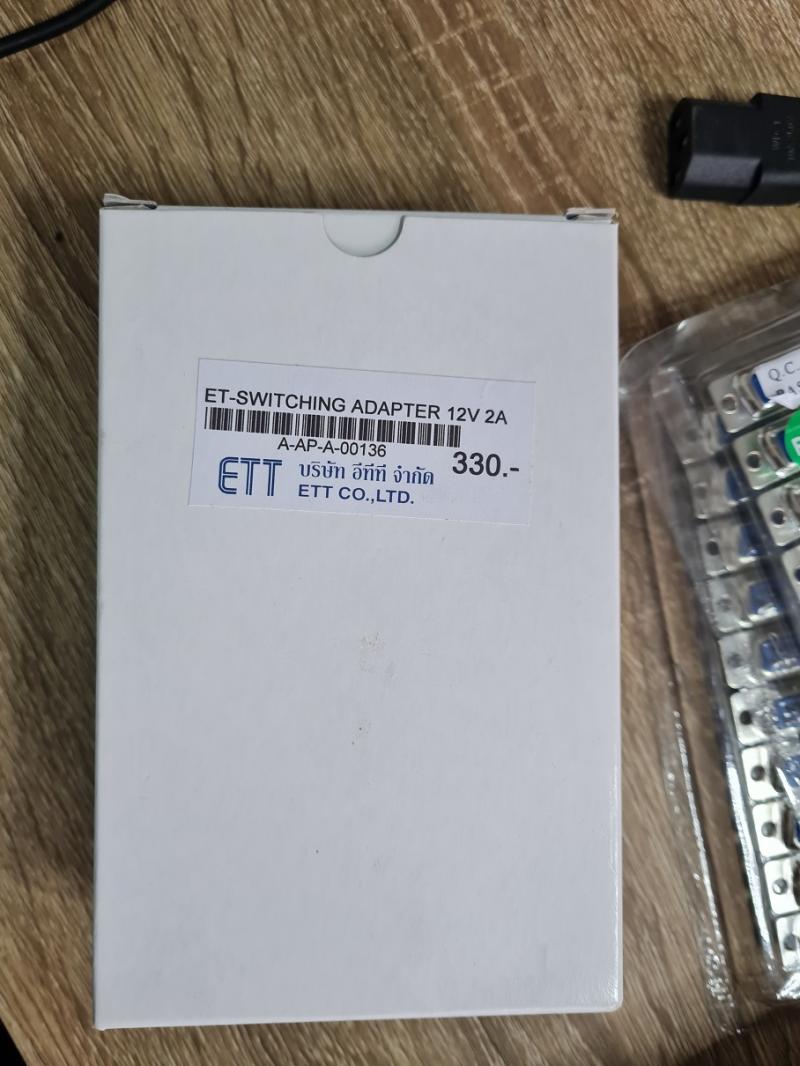 ET-SWITCHING ADAPTER 12V 2A
A-AP-A-00136
330.-
ETT
บริษัท อีทีที จำกัด
ETT CO.,LTD.
Q.C.